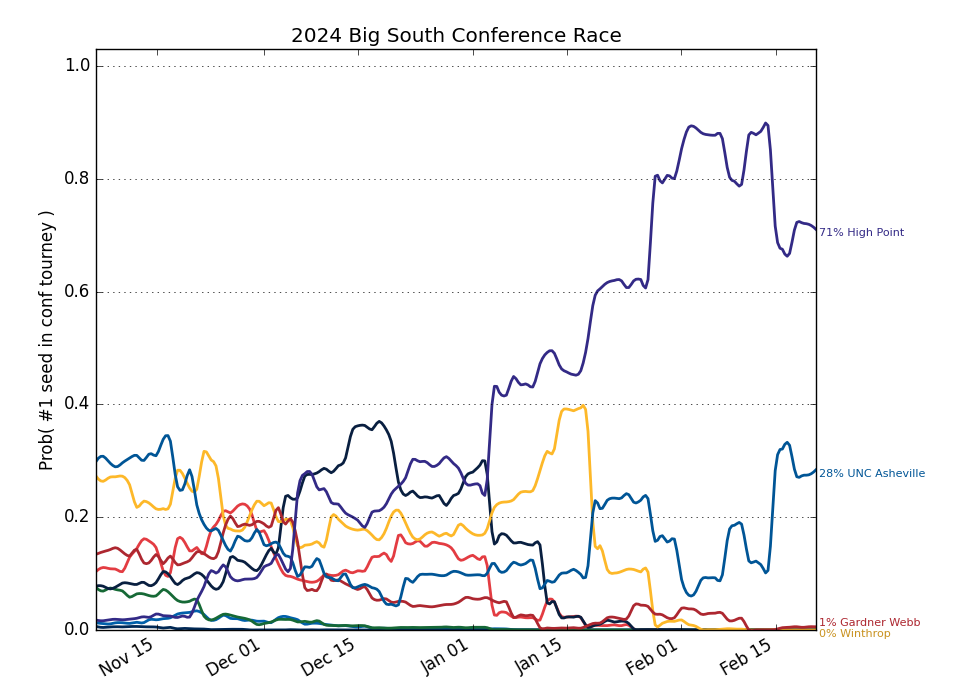 2024 Big South Conference Race
Prob( #1 seed in conf tourney )
1.0
0.8
0.6
0.4
0.2
0.0
Nov 15
Dec 01
Dec 15
Jan 01
Jan 15
Feb 01
Feb 15
71% High Point
28% UNC Asheville
1% Gardner Webb
0% Winthrop